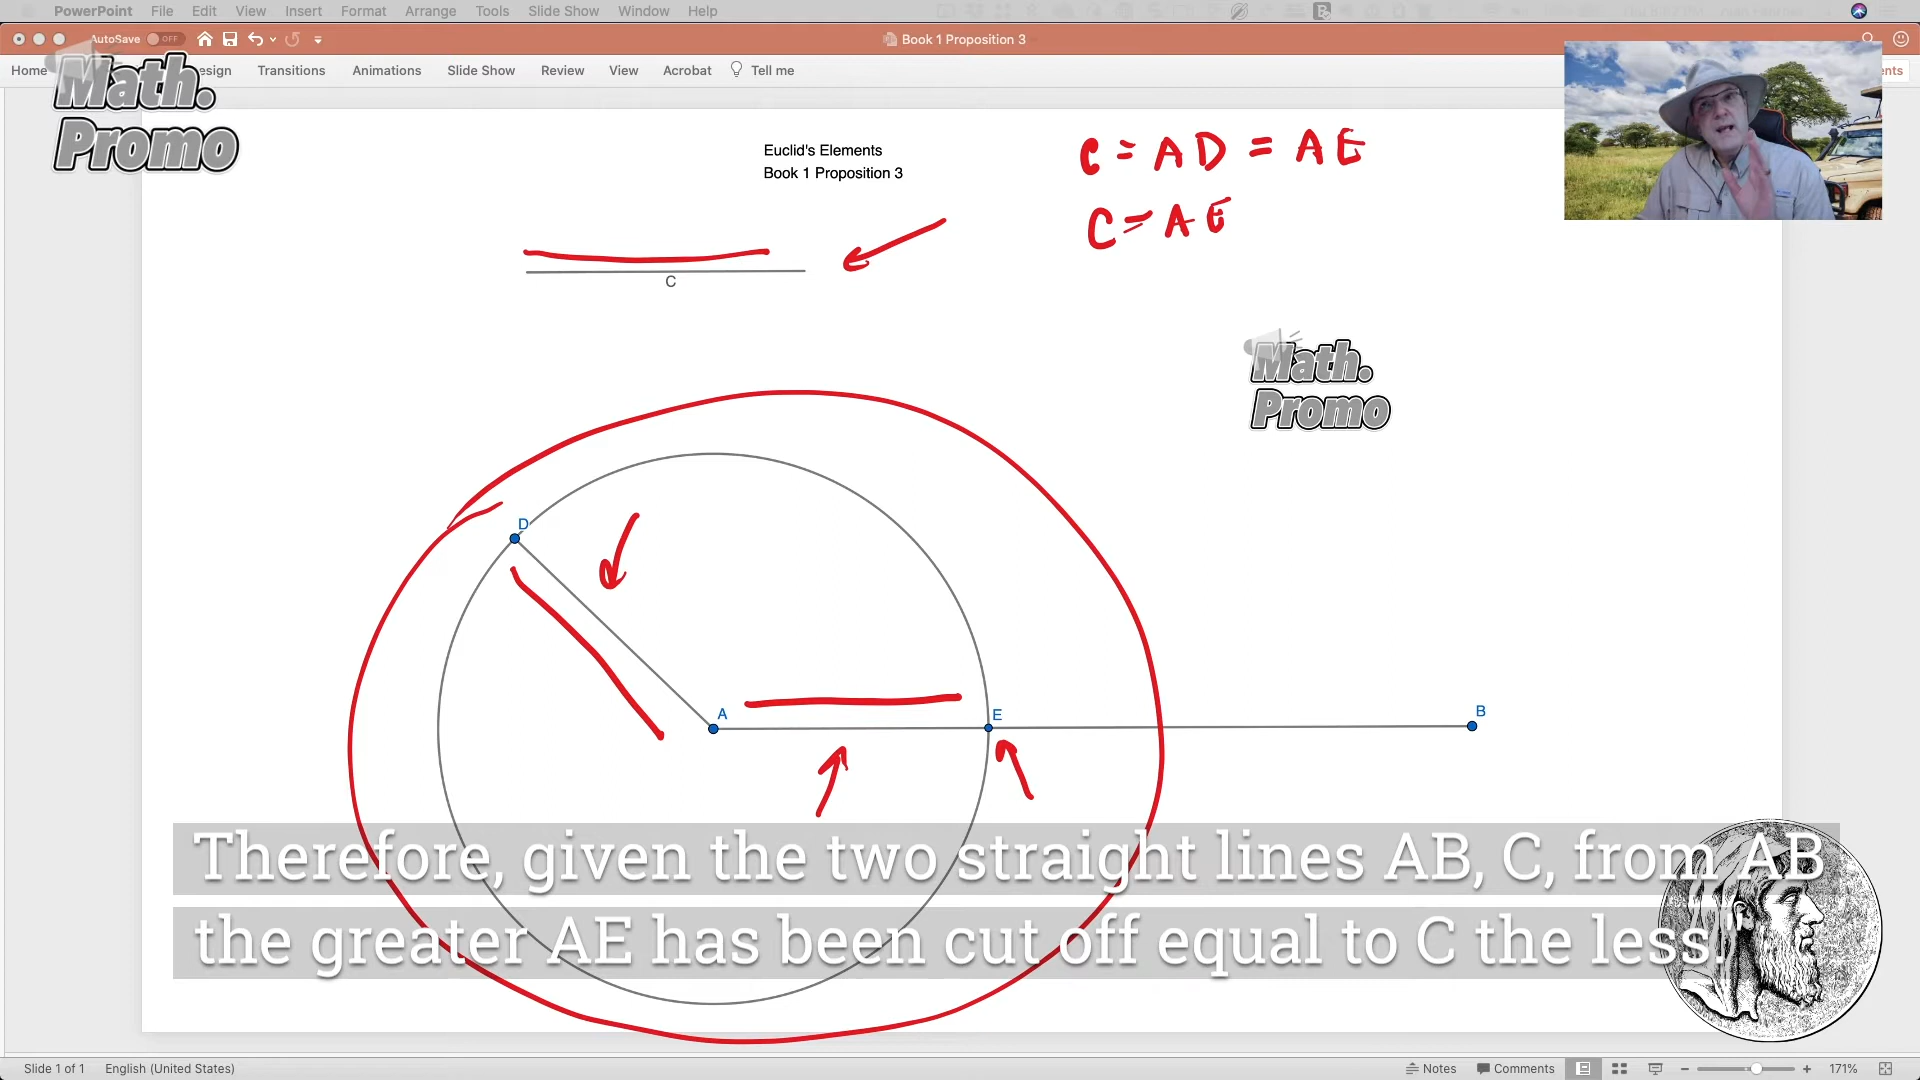 PowerPoint File Edit View Insert Format Arrange Tools Slide Show Window Help
AutoSave OFF
Book 1 Proposition 3
Home esign Transitions Animations Slide Show Review View Acrobat Tell me
ents
Math.
Promo
Euclid's Elements
Book 1 Proposition 3
C = AD = AE
C = AE
C
Math.
Promo
D
A
E
B
Therefore, given the two straight lines AB, C, from AB
the greater AE has been cut off equal to C the less."
Slide 1 of 1 English (United States)
Notes Comments 171%